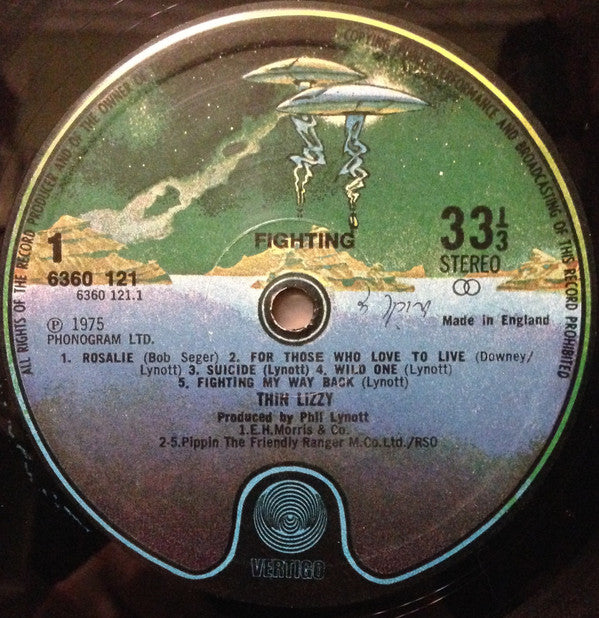 ALL RIGHTS OF THE RECORD PRODUCER AND OF THE OWNER OF
COPYING PERFORMANCE AND BROADCASTING OF THIS RECORD PROHIBITED
FIGHTING
1
33⅓
STEREO
6360 121
6360 121.1
Made in England
Ⓟ 1975
PHONOGRAM LTD.
1. ROSALIE (Bob Seger) 2. FOR THOSE WHO LOVE TO LIVE (Downey/
Lynott) 3. SUICIDE (Lynott) 4. WILD ONE (Lynott)
5. FIGHTING MY WAY BACK (Lynott)
THIN LIZZY
Produced by Phil Lynott
1.E.H.Morris & Co.
2-5.Pippin The Friendly Ranger M.Co.Ltd./RSO
VERTIGO